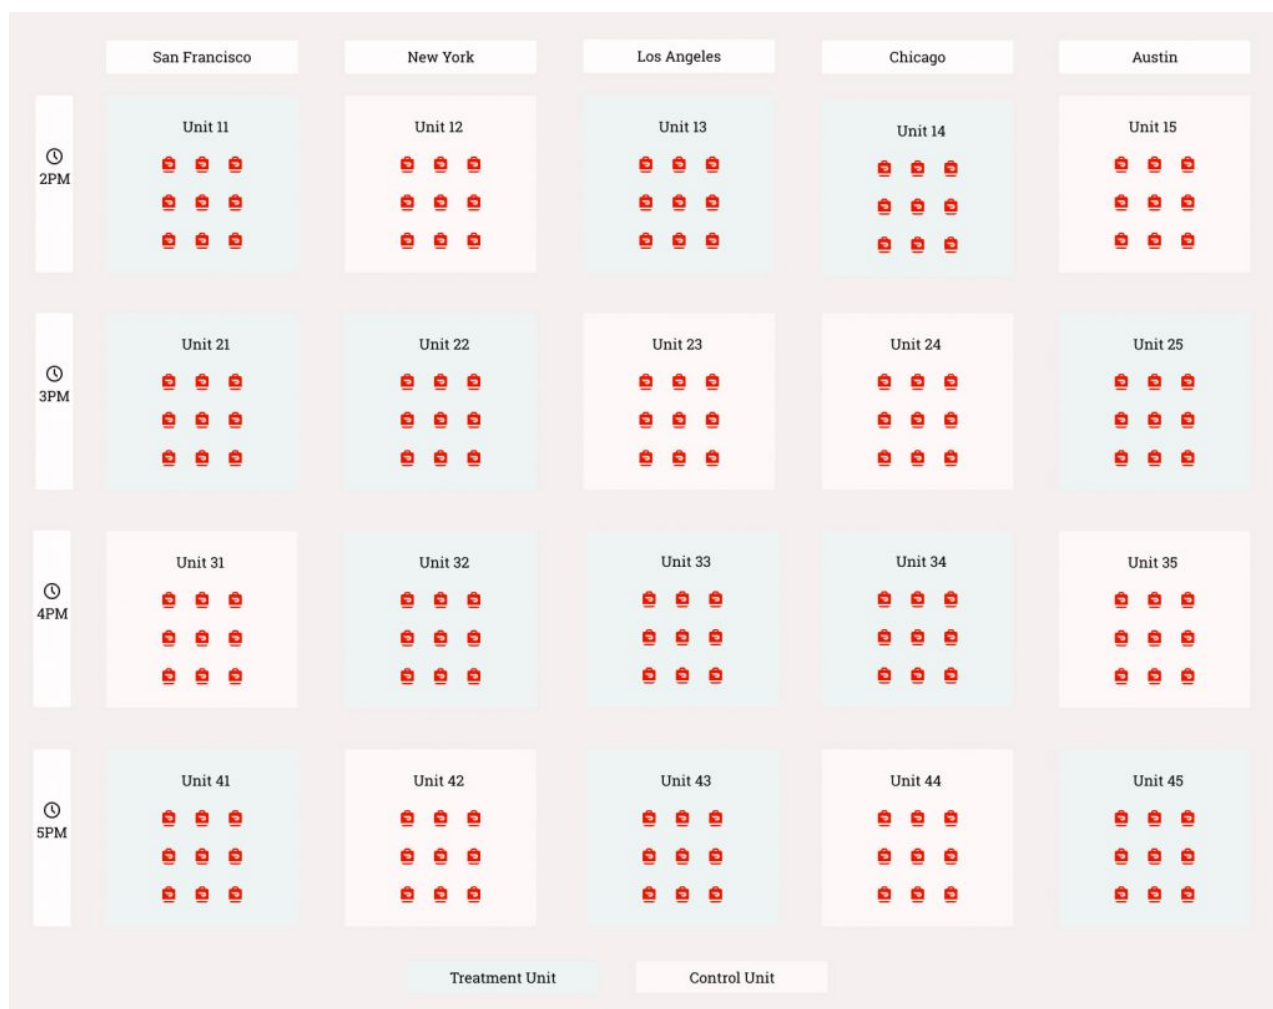 San Francisco
New York
Los Angeles
Chicago
Austin
2PM
Unit 11
Unit 12
Unit 13
Unit 14
Unit 15
3PM
Unit 21
Unit 22
Unit 23
Unit 24
Unit 25
4PM
Unit 31
Unit 32
Unit 33
Unit 34
Unit 35
5PM
Unit 41
Unit 42
Unit 43
Unit 44
Unit 45
Treatment Unit
Control Unit